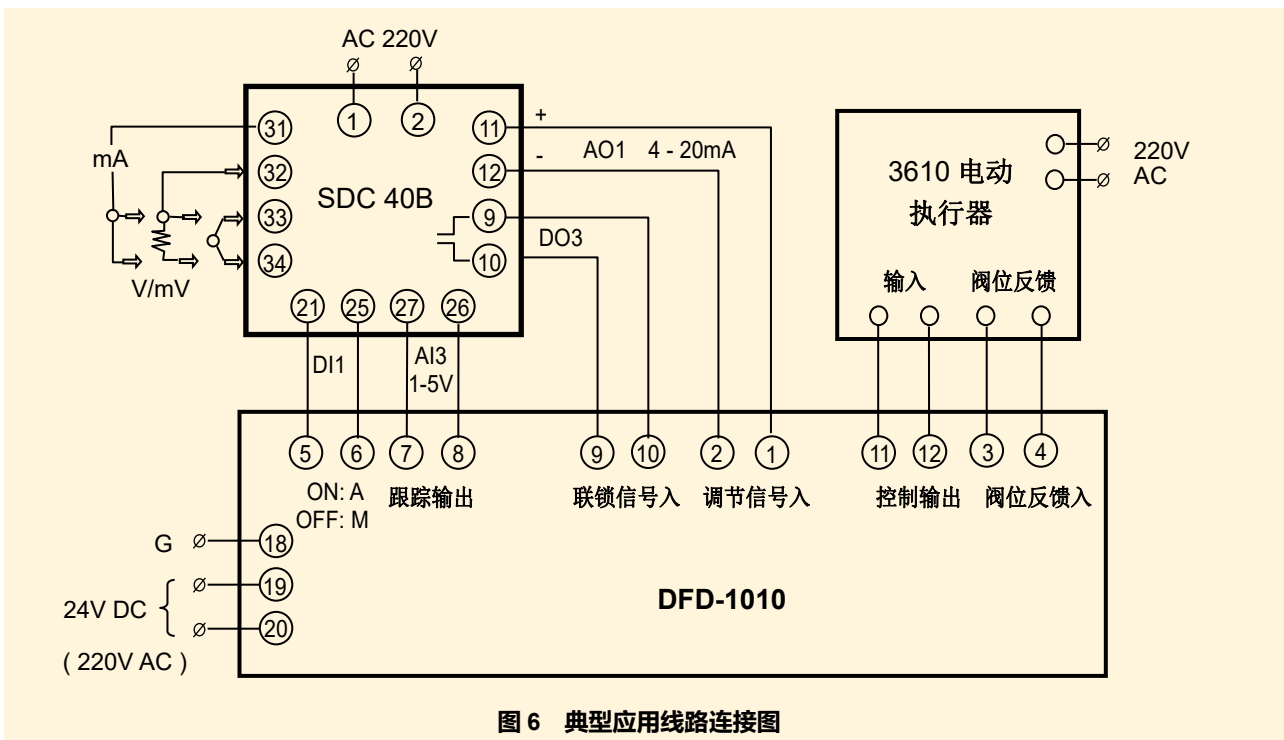 AC 220V
1
2
31
32
33
34
SDC 40B
11
12
9
10
+
-
AO1 4 - 20mA
DO3
mA
V/mV
21
25
27
26
DI1
AI3
1-5V
3610 电动
执行器
220V
AC
输入
阀位反馈
5
6
7
8
9
10
2
1
11
12
3
4
ON: A
OFF: M
跟踪输出
联锁信号入
调节信号入
控制输出
阀位反馈入
G
18
24V DC
19
20
( 220V AC )
DFD-1010
图 6 典型应用线路连接图